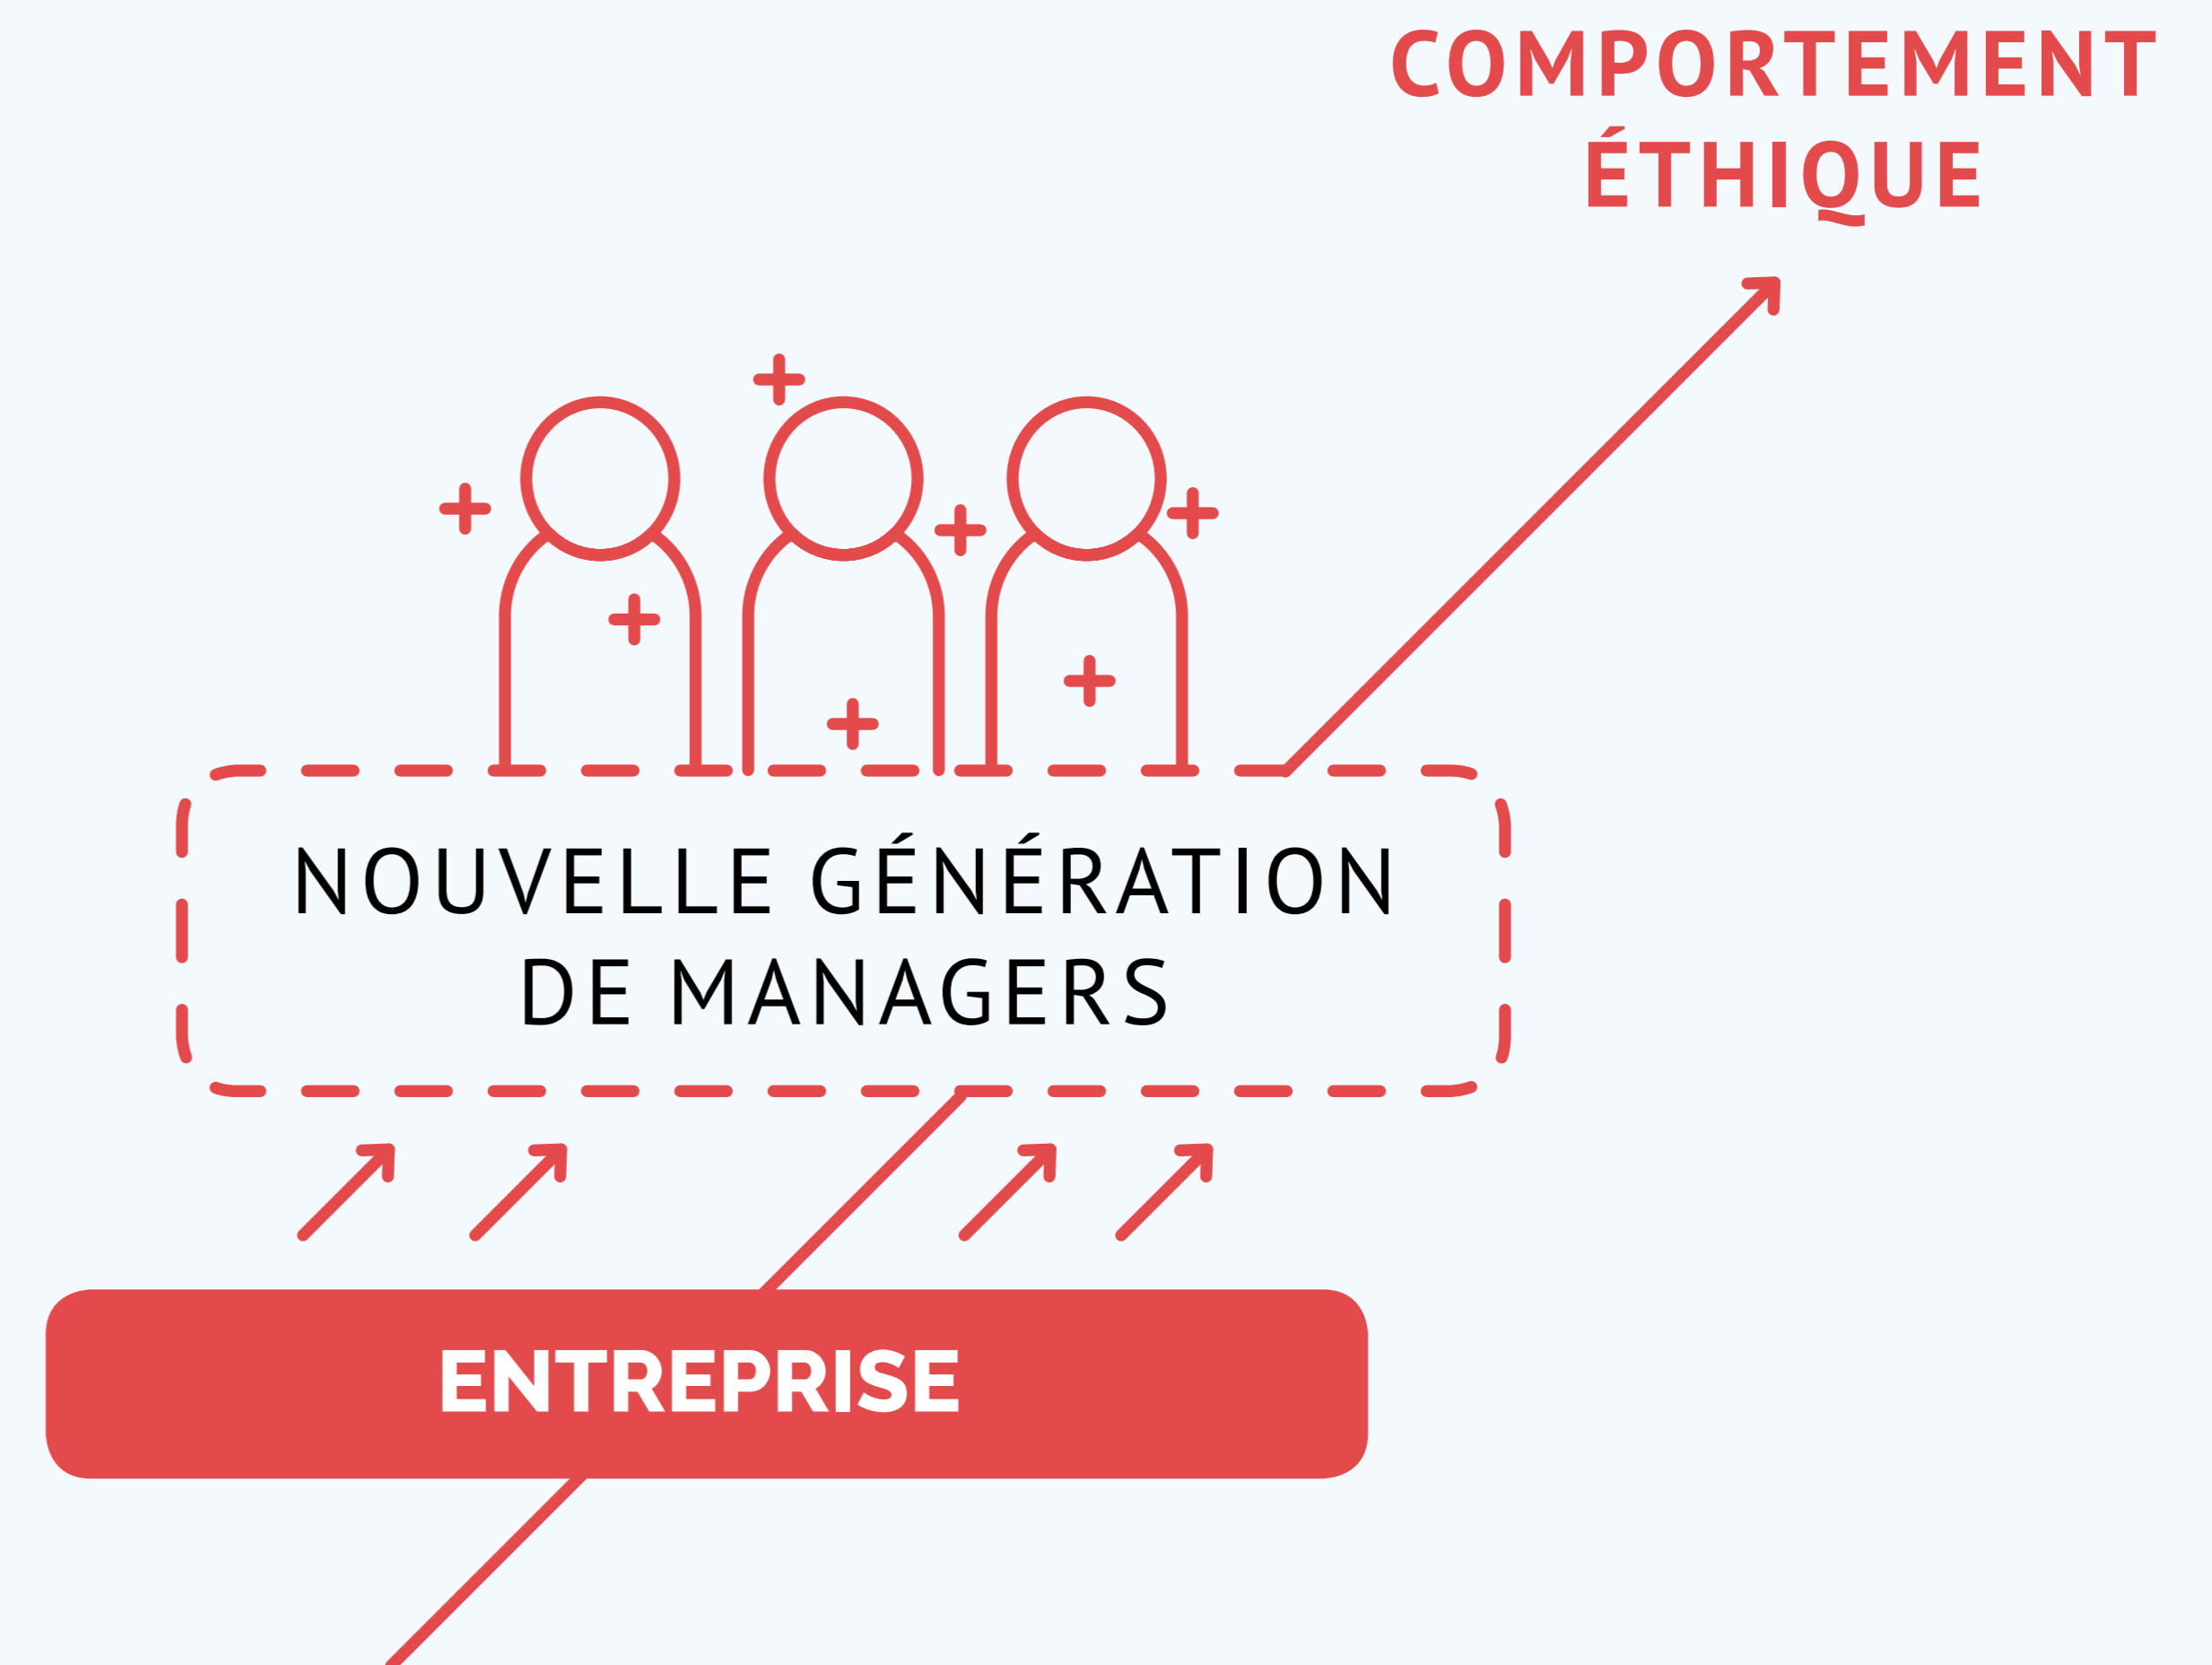 COMPORTEMENT
ÉTHIQUE
NOUVELLE GÉNÉRATION
DE MANAGERS
ENTREPRISE